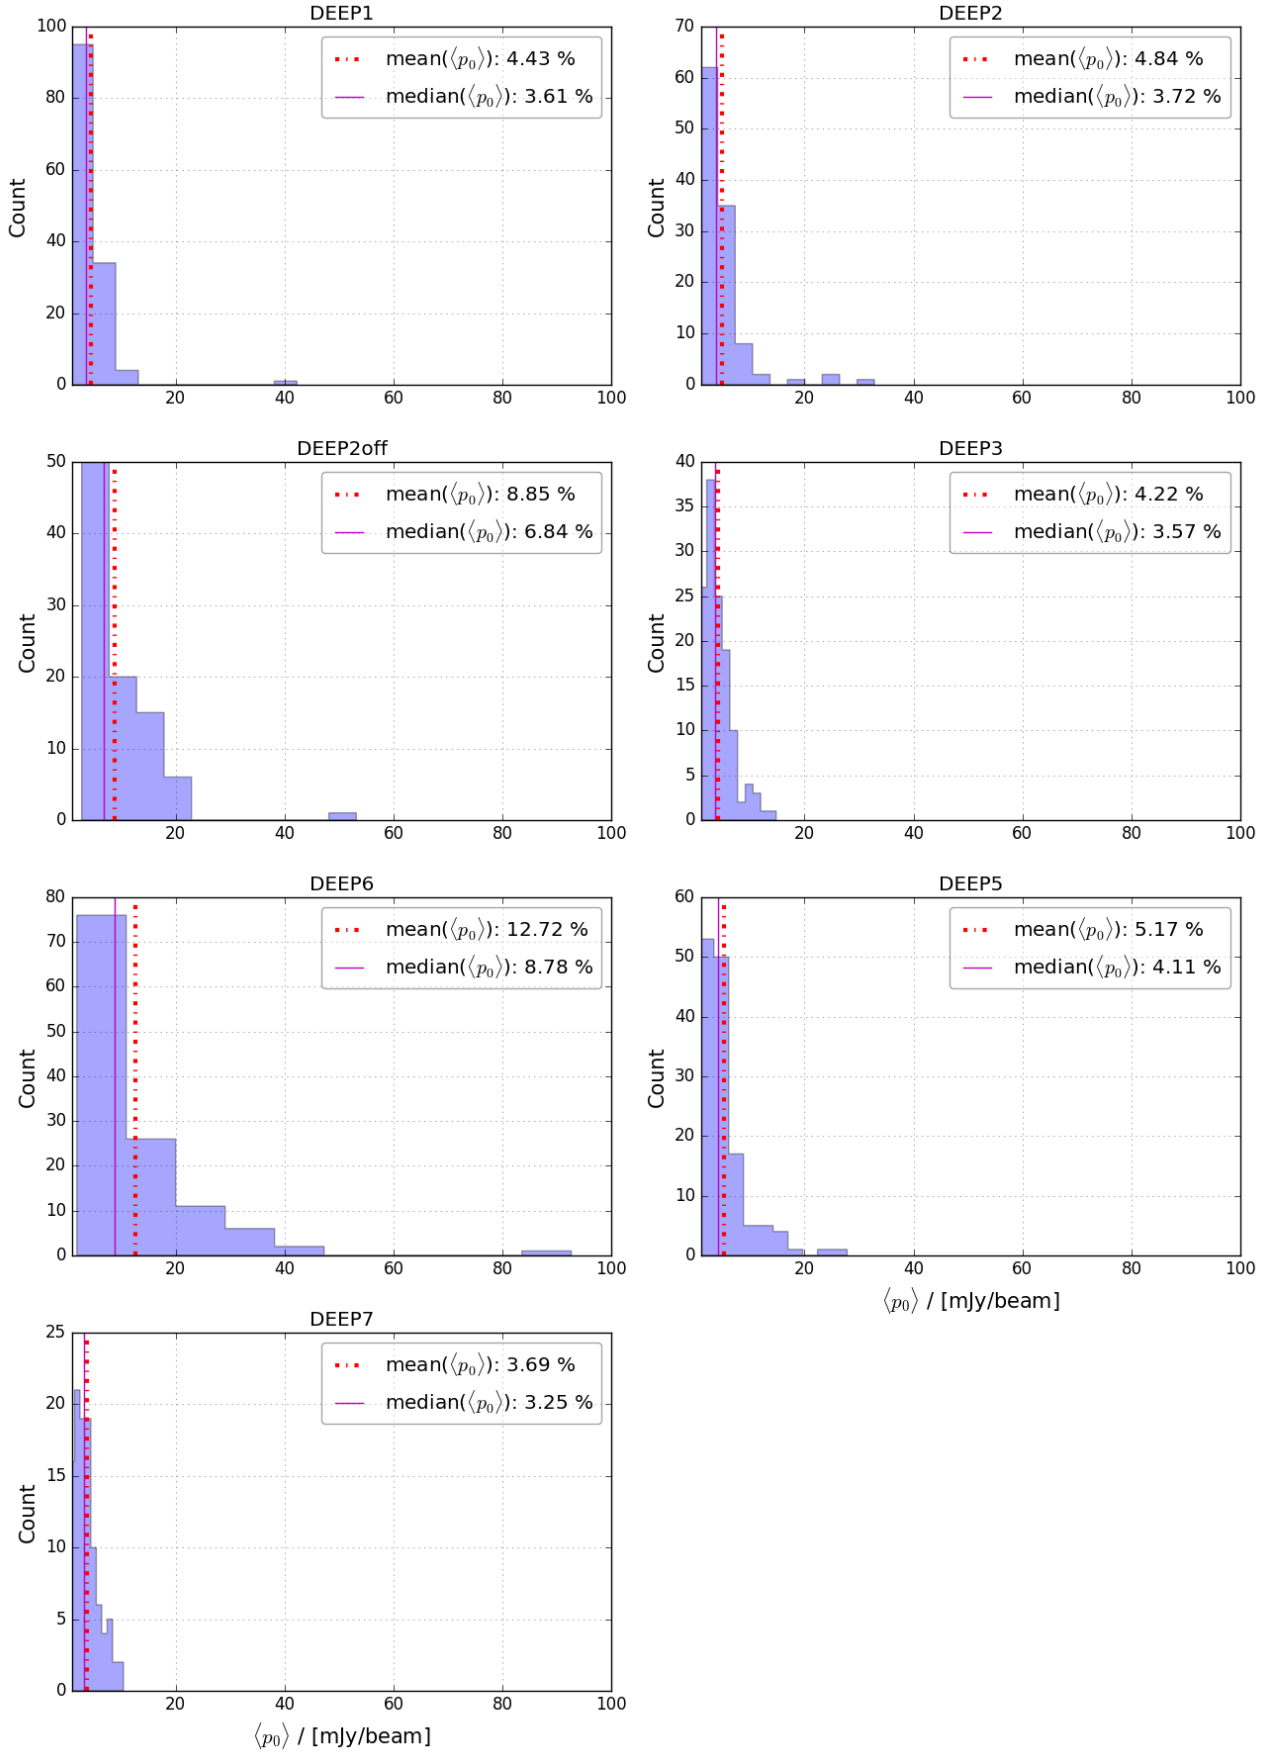 DEEP1
100
80
60
40
20
0
Count
mean(⟨p₀⟩): 4.43 %
median(⟨p₀⟩): 3.61 %
20 40 60 80 100
DEEP2
70
60
50
40
30
20
10
0
Count
mean(⟨p₀⟩): 4.84 %
median(⟨p₀⟩): 3.72 %
20 40 60 80 100
DEEP2off
50
40
30
20
10
0
Count
mean(⟨p₀⟩): 8.85 %
median(⟨p₀⟩): 6.84 %
20 40 60 80 100
DEEP3
40
35
30
25
20
15
10
5
0
Count
mean(⟨p₀⟩): 4.22 %
median(⟨p₀⟩): 3.57 %
20 40 60 80 100
DEEP6
80
70
60
50
40
30
20
10
0
Count
mean(⟨p₀⟩): 12.72 %
median(⟨p₀⟩): 8.78 %
20 40 60 80 100
DEEP5
60
50
40
30
20
10
0
Count
mean(⟨p₀⟩): 5.17 %
median(⟨p₀⟩): 4.11 %
20 40 60 80 100
⟨p₀⟩ / [mJy/beam]
DEEP7
25
20
15
10
5
0
Count
mean(⟨p₀⟩): 3.69 %
median(⟨p₀⟩): 3.25 %
20 40 60 80 100
⟨p₀⟩ / [mJy/beam]